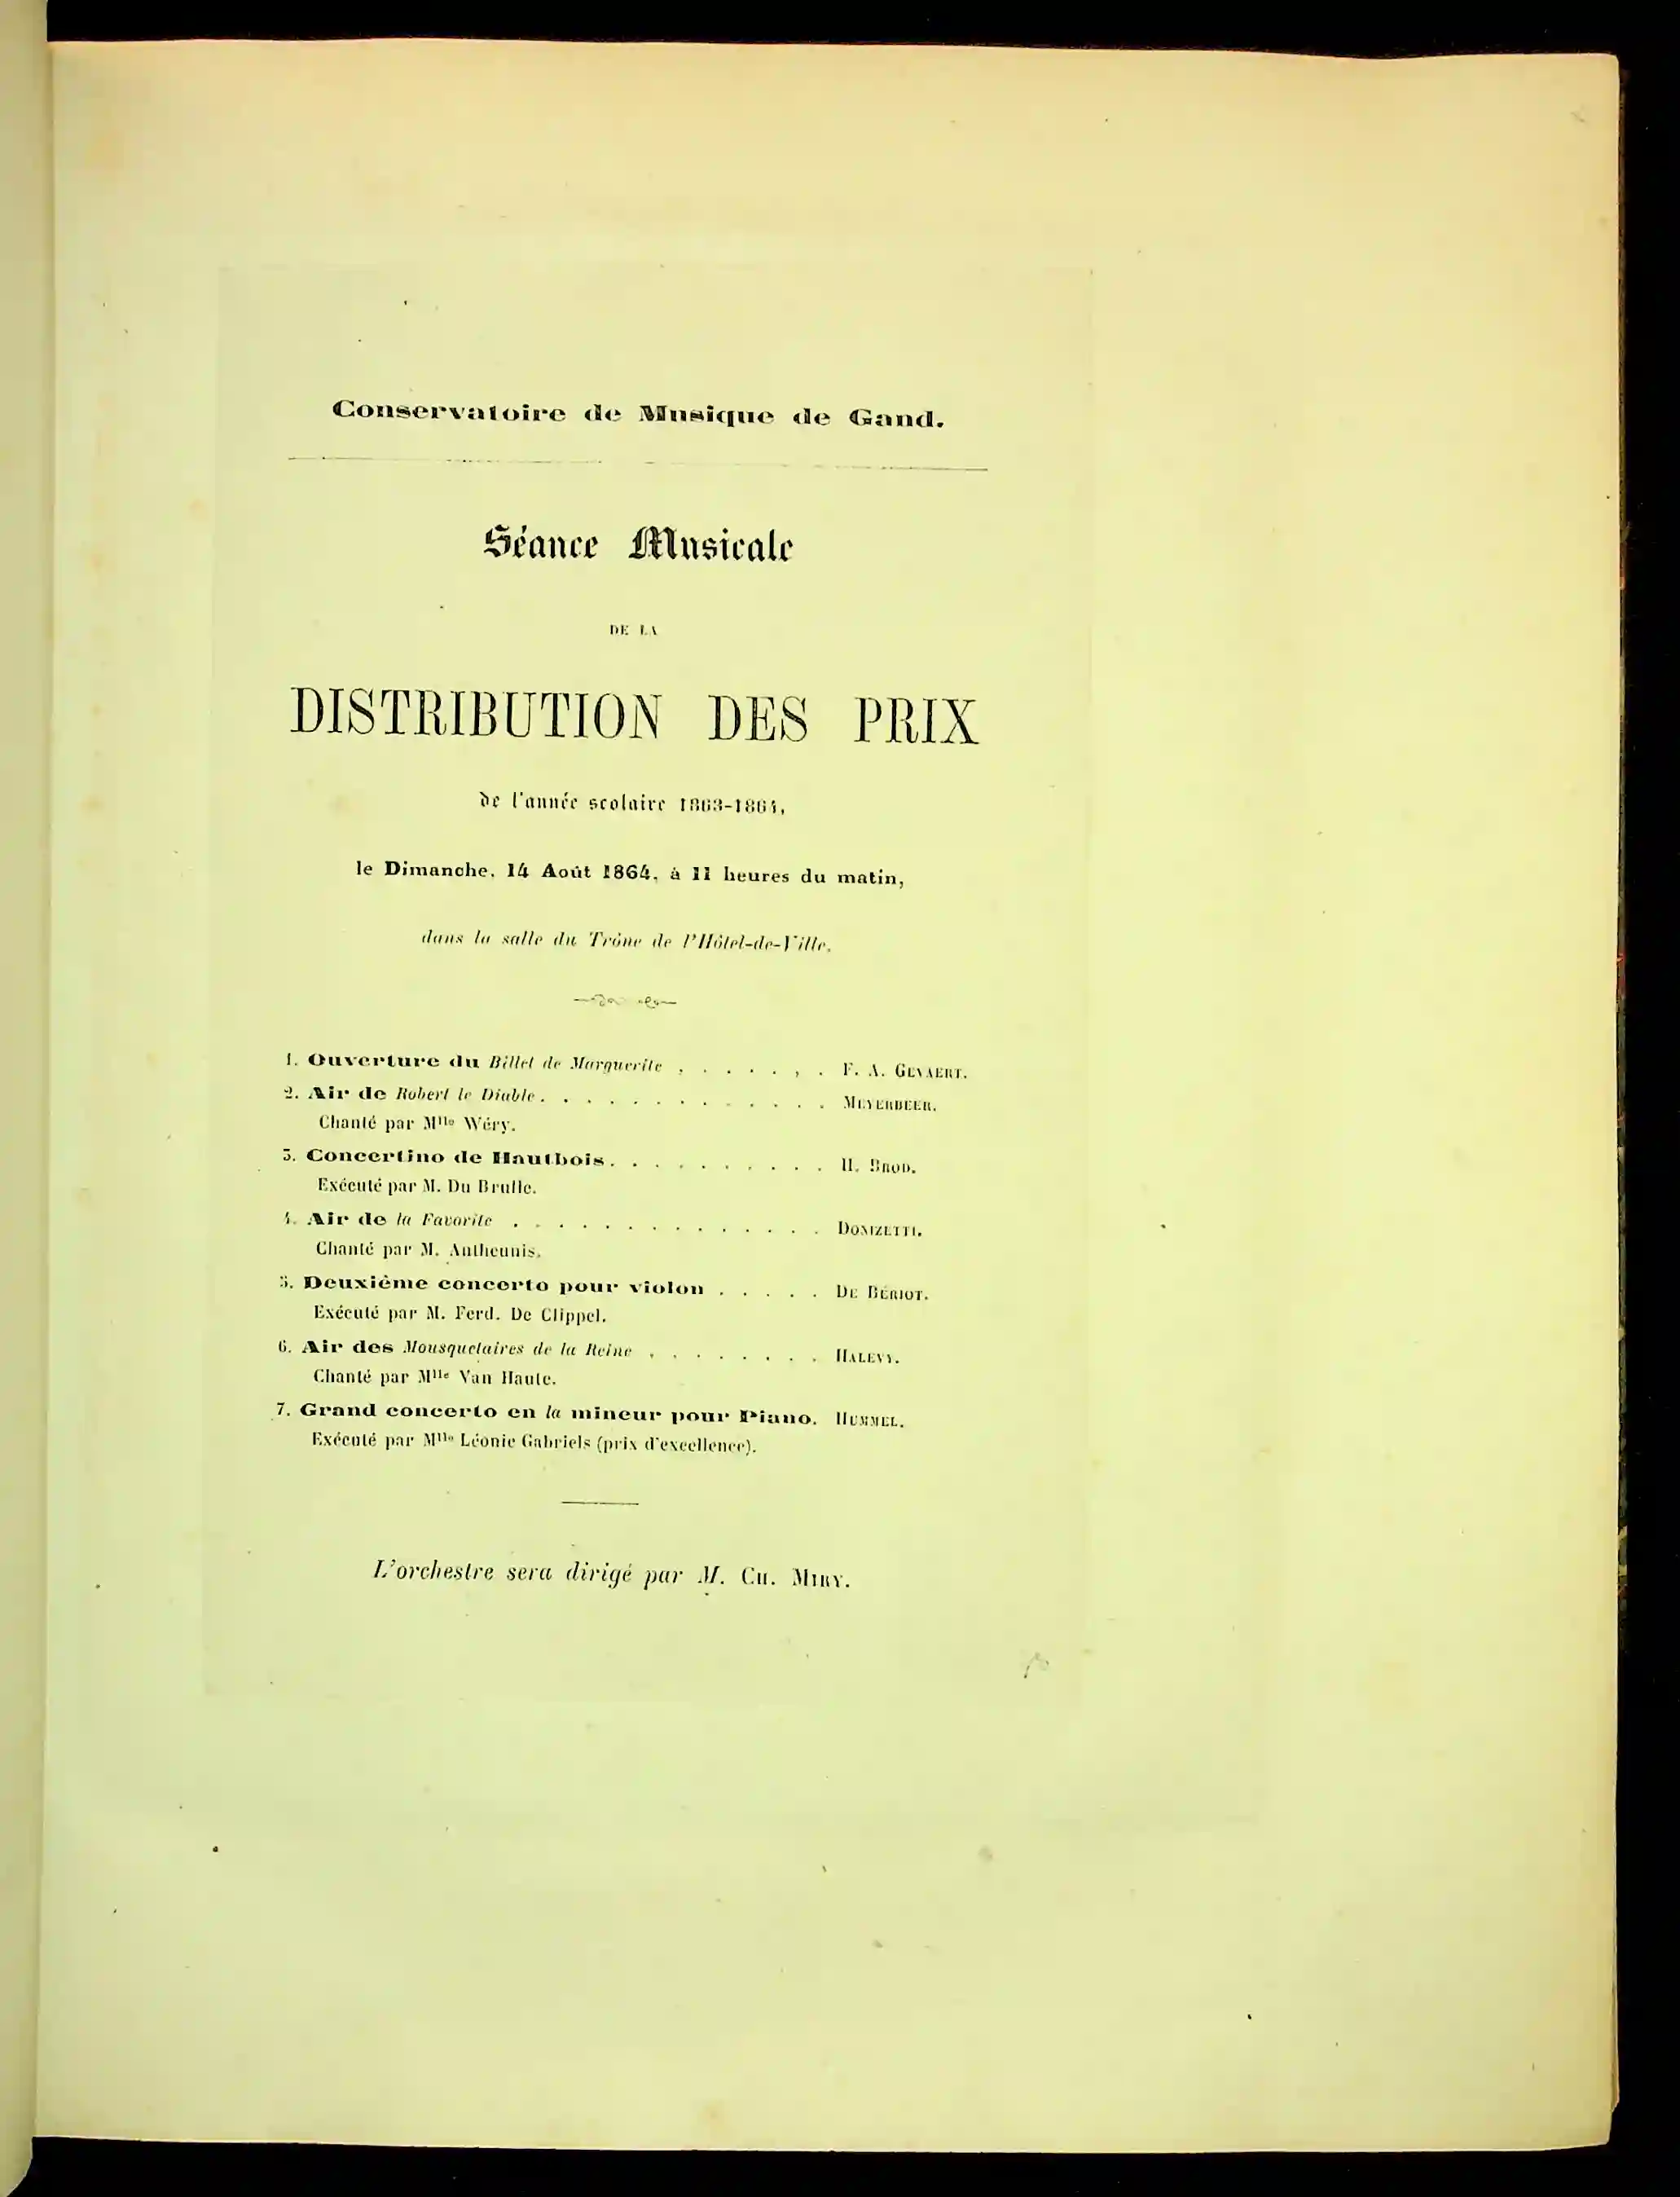 Conservatoire de Musique de Gand.
Séance Musicale
DE LA
DISTRIBUTION DES PRIX
de l'année scolaire 1863-1864,
le Dimanche, 14 Août 1864, à 11 heures du matin,
dans la salle du Trône de l'Hôtel-de-Ville.
1. Ouverture du Billet de Marguerite . . . . . . . F. A. GEVAERT.
2. Air de Robert le Diable . . . . . . . . . . . . . MEYERBEER.
Chanté par Mlle Wéry.
3. Concertino de Hautbois . . . . . . . . . . H. BROD.
Exécuté par M. Du Brulle.
4. Air de la Favorite . . . . . . . . . . . . . . DONIZETTI.
Chanté par M. Antheunis.
5. Deuxième concerto pour violon . . . . . DE BÉRIOT.
Exécuté par M. Ferd. De Clippel.
6. Air des Mousquetaires de la Reine . . . . . . . . HALEVY.
Chanté par Mlle Van Haute.
7. Grand concerto en la mineur pour Piano. HUMMEL.
Exécuté par Mlle Léonie Gabriels (prix d'excellence).
L'orchestre sera dirigé par M. CH. MIRY.